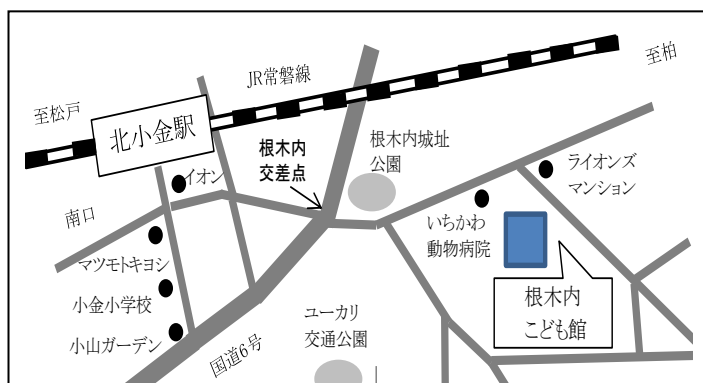 JR常磐線
至柏
至松戸
北小金駅
根木内
交差点
根木内城址
公園
ライオンズ
マンション
イオン
南口
いちかわ
動物病院
マツモトキヨシ
小金小学校
小山ガーデン
国道6号
ユーカリ
交通公園
根木内
こども館